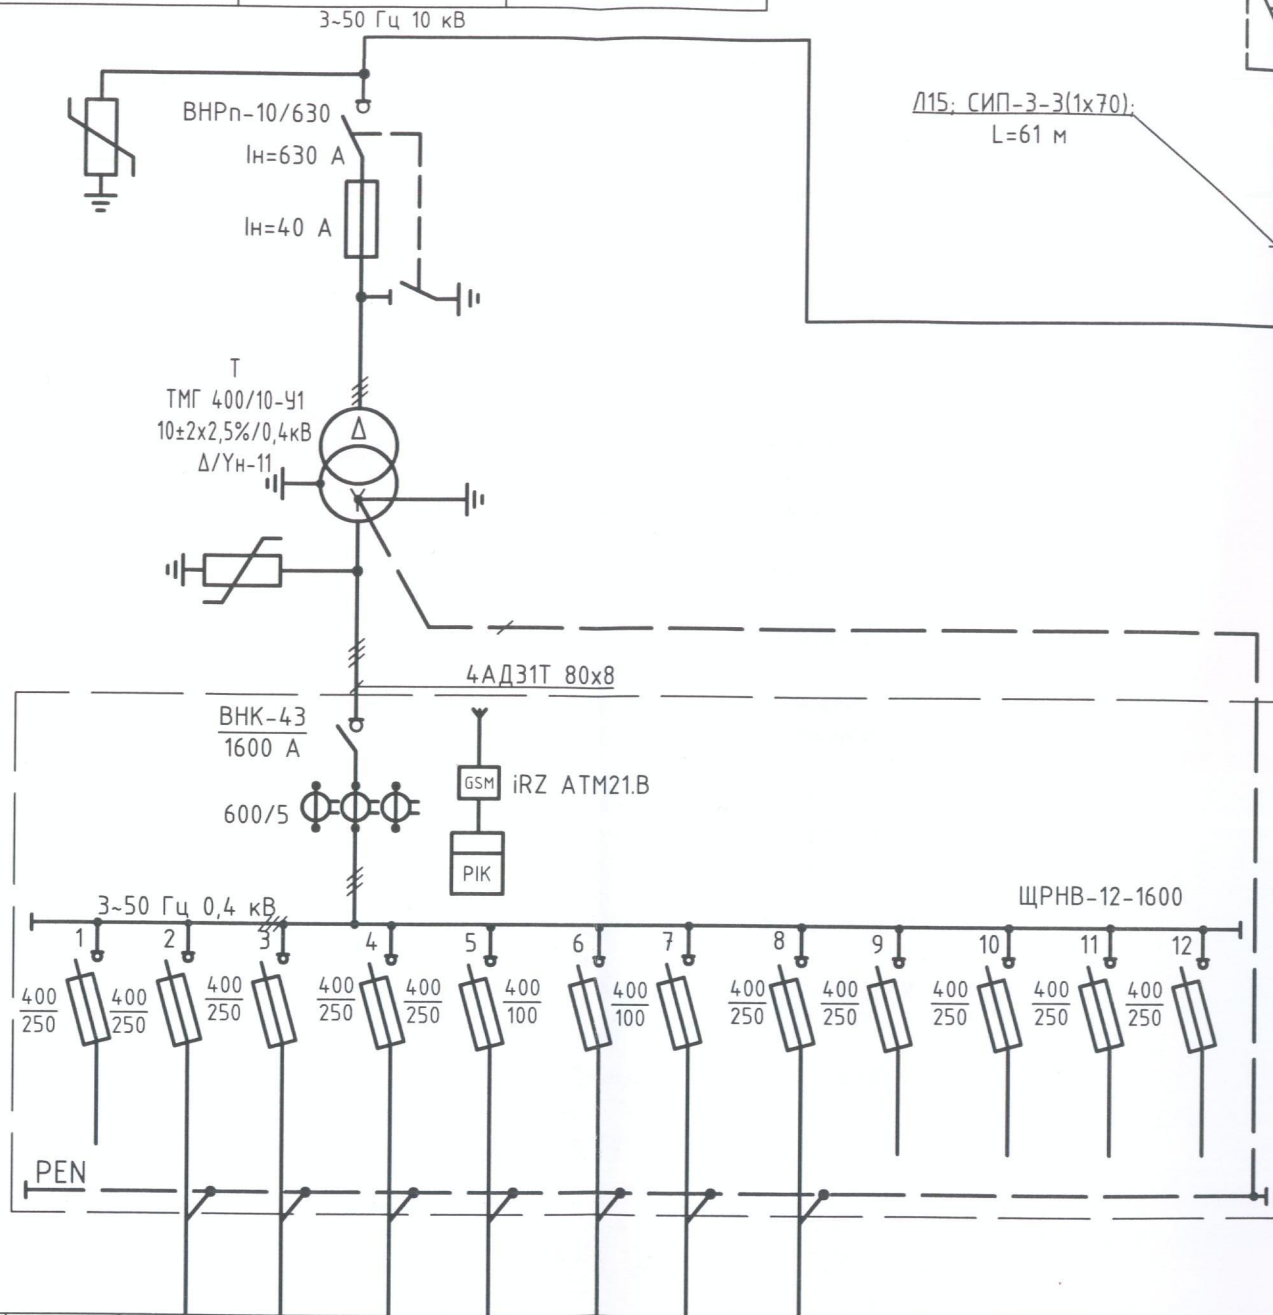 3~50 Гц 10 кВ
ВНРп-10/630
Iн=630 А
Iн=40 А
Л15; СИП-3-3(1х70);
L=61 м
Т
ТМГ 400/10-У1
10±2х2,5%/0,4кВ
Δ/Yн-11
Δ
Y
4АД31Т 80х8
ВНК-43
1600 А
600/5
GSM
iRZ ATM21.B
PIK
3~50 Гц 0,4 кВ
ЩРНВ-12-1600
1 2 3 4 5 6 7 8 9 10 11 12
400 400 400 400 400 400 400 400 400 400 400 400
250 250 250 250 250 100 100 250 250 250 250 250
PEN